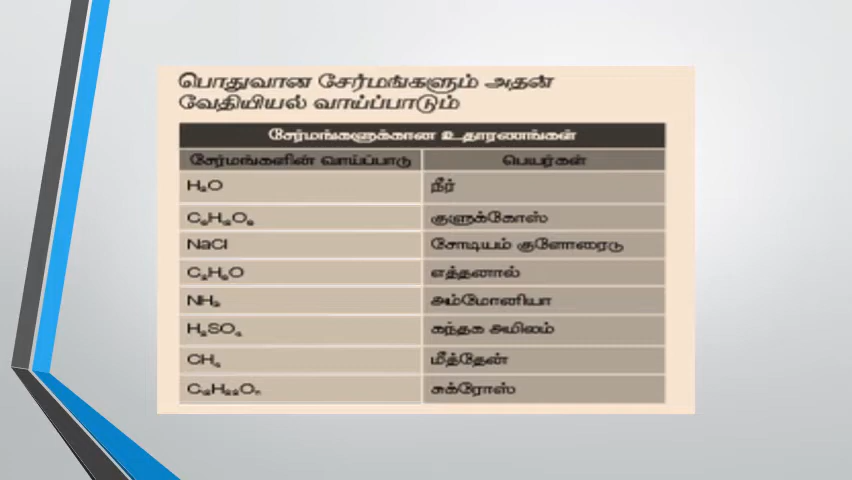 பொதுவான சேர்மங்களும் அதன்
வேதியியல் வாய்ப்பாடும்
சேர்மங்களுக்கான உதாரணங்கள்
சேர்மங்களின் வாய்ப்பாடு பெயர்கள்
H₂O நீர்
C₆H₁₂O₆ குளுக்கோஸ்
NaCl சோடியம் குளோரைடு
C₂H₆O எத்தனால்
NH₃ அம்மோனியா
H₂SO₄ கந்தக அமிலம்
CH₄ மீத்தேன்
C₁₂H₂₂O₁₁ சுக்ரோஸ்